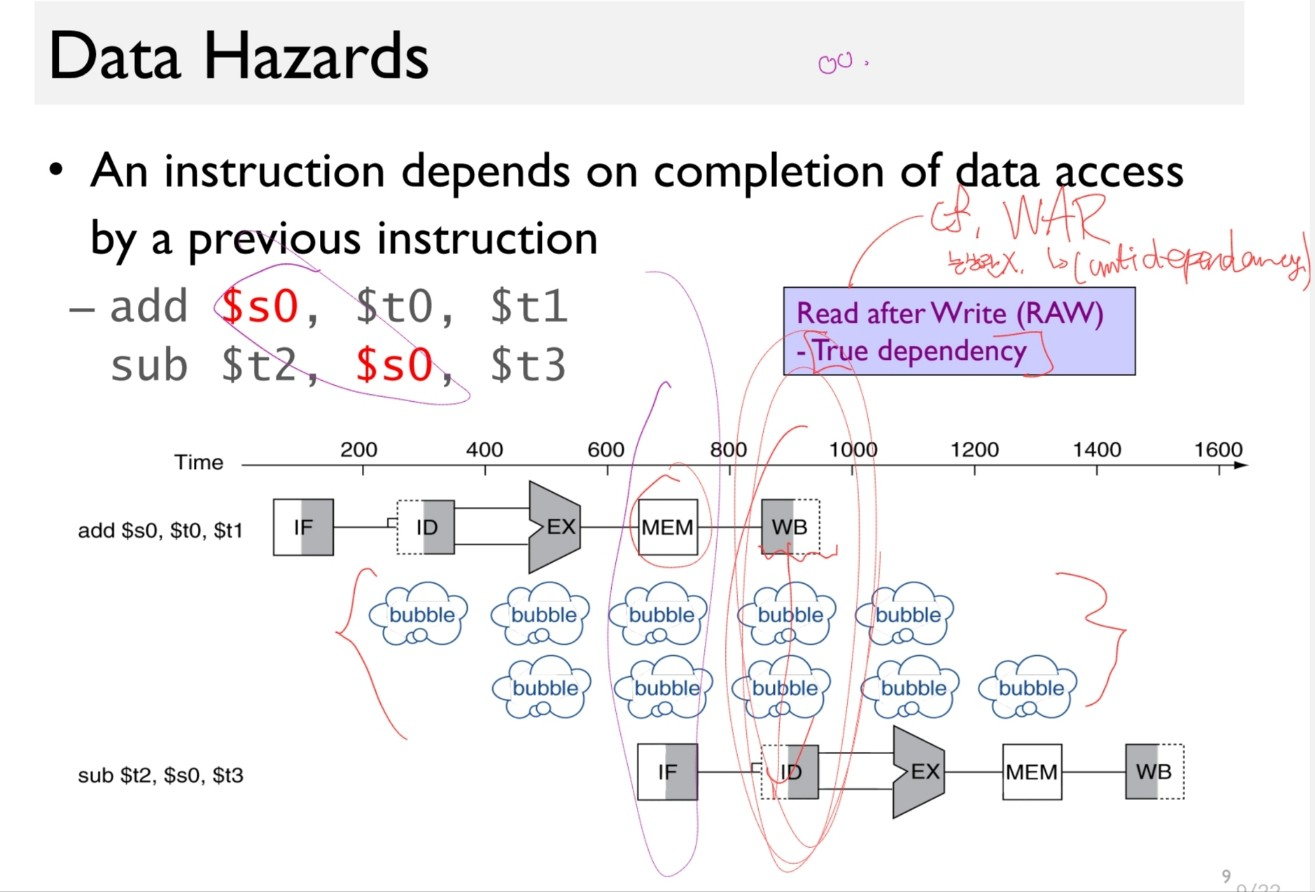 Data Hazards
• An instruction depends on completion of data access
by a previous instruction
cf, WAR
X. ↳ (antidependancy)
– add $s0, $t0, $t1
sub $t2, $s0, $t3
Read after Write (RAW)
- True dependency
200 400 600 800 1000 1200 1400 1600
Time
add $s0, $t0, $t1 IF ID EX MEM WB
bubble bubble bubble bubble bubble
bubble bubble bubble bubble bubble
sub $t2, $s0, $t3 IF ID EX MEM WB
9